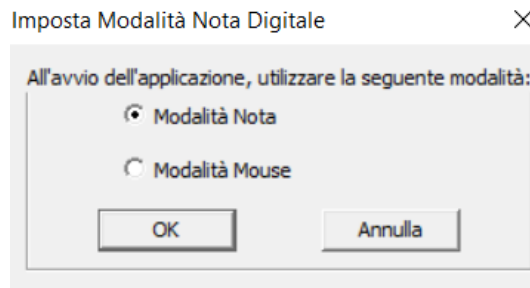 Imposta Modalità Nota Digitale
All'avvio dell'applicazione, utilizzare la seguente modalità:
Modalità Nota
Modalità Mouse
OK Annulla